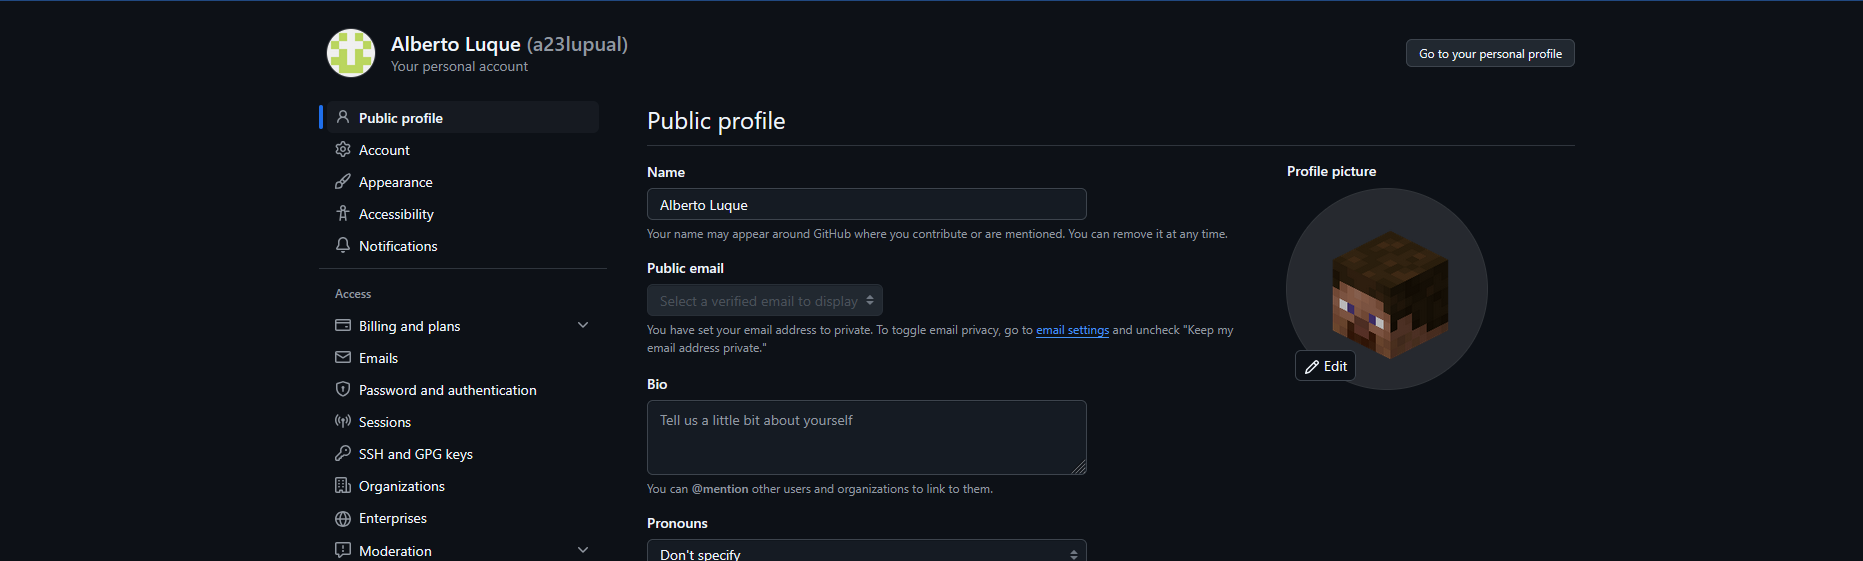 Alberto Luque (a23lupual)
Your personal account
Go to your personal profile
Public profile
Account
Appearance
Accessibility
Notifications
Access
Billing and plans
Emails
Password and authentication
Sessions
SSH and GPG keys
Organizations
Enterprises
Moderation
Public profile
Name
Alberto Luque
Your name may appear around GitHub where you contribute or are mentioned. You can remove it at any time.
Public email
Select a verified email to display
You have set your email address to private. To toggle email privacy, go to email settings and uncheck "Keep my
email address private."
Bio
Tell us a little bit about yourself
You can @mention other users and organizations to link to them.
Pronouns
Don't specify
Profile picture
Edit